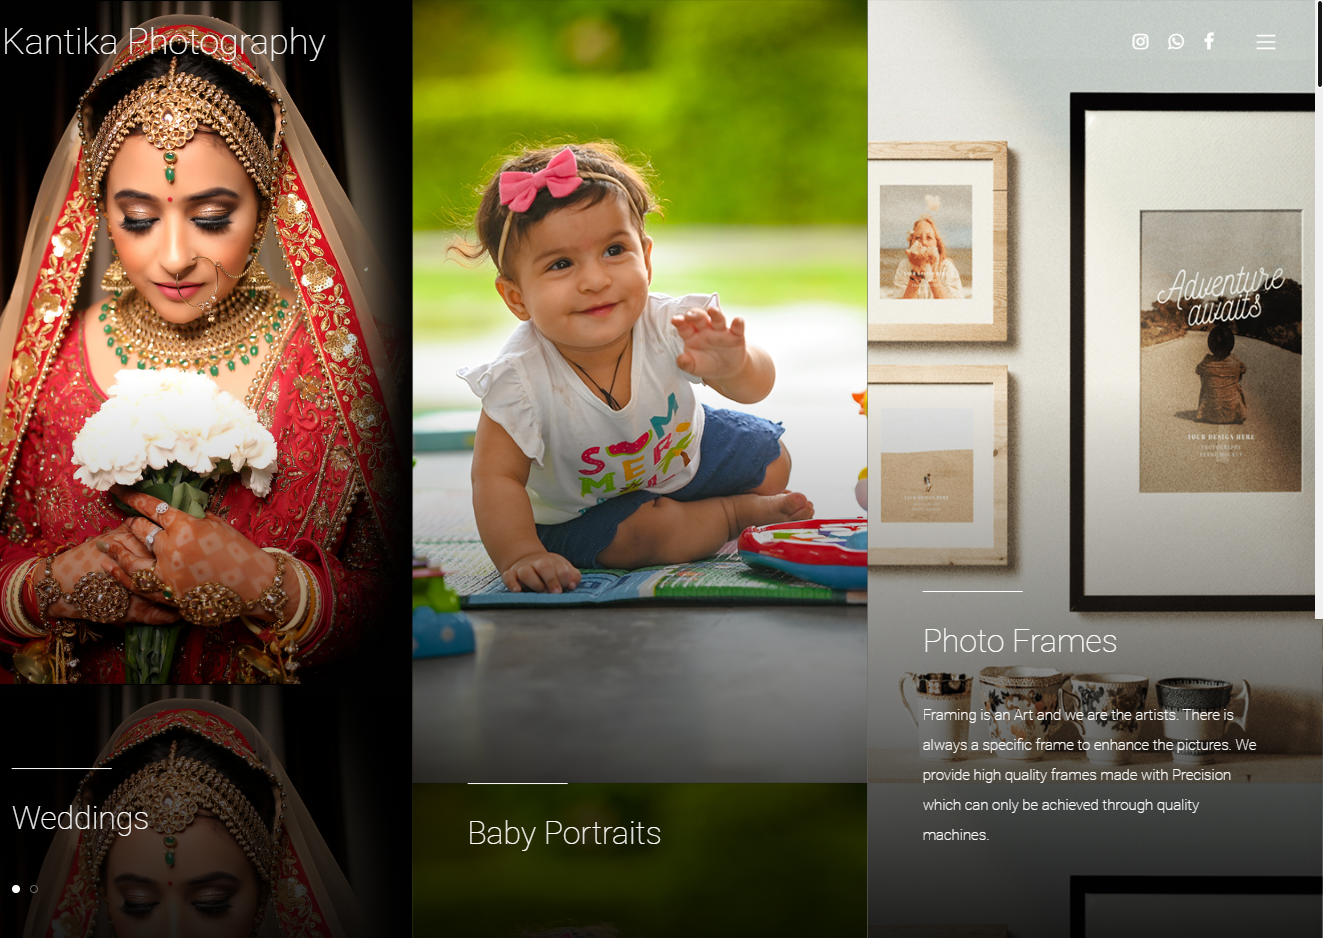 Kantika Photography
SUM
MER
Adventure
awaits
YOUR DESIGN HERE
Weddings
Baby Portraits
Photo Frames
Framing is an Art and we are the artists. There is
always a specific frame to enhance the pictures. We
provide high quality frames made with Precision
which can only be achieved through quality
machines.